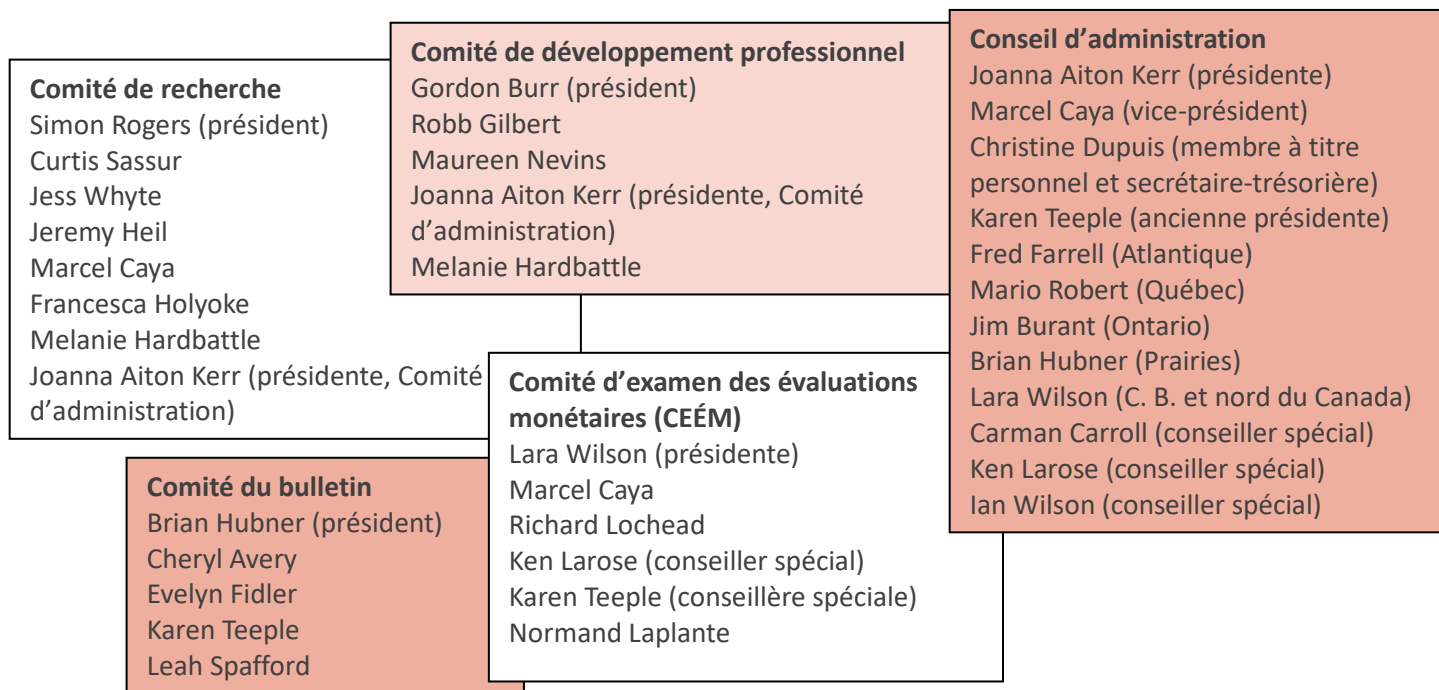 Comité de recherche
Simon Rogers (président)
Curtis Sassur
Jess Whyte
Jeremy Heil
Marcel Caya
Francesca Holyoke
Melanie Hardbattle
Joanna Aiton Kerr (présidente, Comité
d’administration)
Comité de développement professionnel
Gordon Burr (président)
Robb Gilbert
Maureen Nevins
Joanna Aiton Kerr (présidente, Comité
d’administration)
Melanie Hardbattle
Conseil d’administration
Joanna Aiton Kerr (présidente)
Marcel Caya (vice-président)
Christine Dupuis (membre à titre
personnel et secrétaire-trésorière)
Karen Teeple (ancienne présidente)
Fred Farrell (Atlantique)
Mario Robert (Québec)
Jim Burant (Ontario)
Brian Hubner (Prairies)
Lara Wilson (C. B. et nord du Canada)
Carman Carroll (conseiller spécial)
Ken Larose (conseiller spécial)
Ian Wilson (conseiller spécial)
Comité du bulletin
Brian Hubner (président)
Cheryl Avery
Evelyn Fidler
Karen Teeple
Leah Spafford
Comité d’examen des évaluations
monétaires (CEÉM)
Lara Wilson (présidente)
Marcel Caya
Richard Lochead
Ken Larose (conseiller spécial)
Karen Teeple (conseillère spéciale)
Normand Laplante